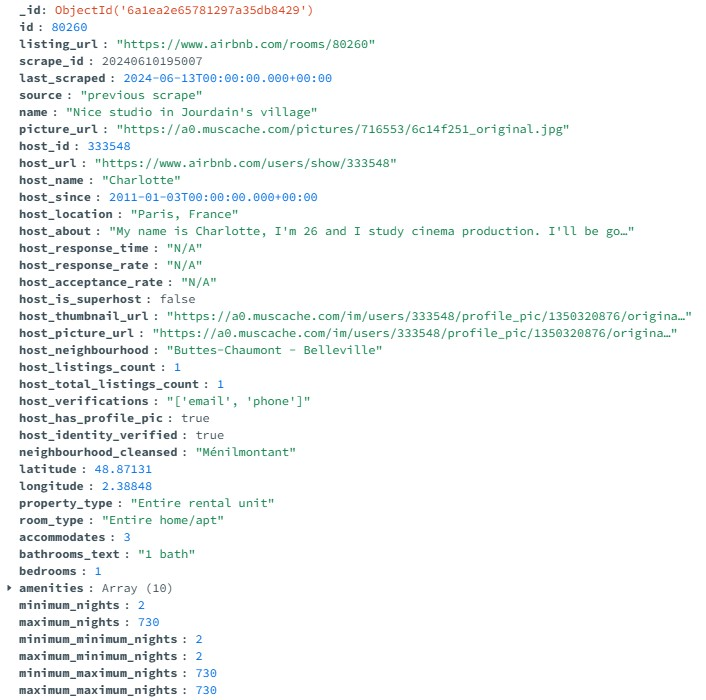 _id: ObjectId('6a1ea2e65781297a35db8429')
id : 80260
listing_url : "https://www.airbnb.com/rooms/80260"
scrape_id : 20240610195007
last_scraped : 2024-06-13T00:00:00.000+00:00
source : "previous scrape"
name : "Nice studio in Jourdain's village"
picture_url : "https://a0.muscache.com/pictures/716553/6c14f251_original.jpg"
host_id : 333548
host_url : "https://www.airbnb.com/users/show/333548"
host_name : "Charlotte"
host_since : 2011-01-03T00:00:00.000+00:00
host_location : "Paris, France"
host_about : "My name is Charlotte, I'm 26 and I study cinema production. I'll be go…"
host_response_time : "N/A"
host_response_rate : "N/A"
host_acceptance_rate : "N/A"
host_is_superhost : false
host_thumbnail_url : "https://a0.muscache.com/im/users/333548/profile_pic/1350320876/origina…"
host_picture_url : "https://a0.muscache.com/im/users/333548/profile_pic/1350320876/origina…"
host_neighbourhood : "Buttes-Chaumont - Belleville"
host_listings_count : 1
host_total_listings_count : 1
host_verifications : "['email', 'phone']"
host_has_profile_pic : true
host_identity_verified : true
neighbourhood_cleansed : "Ménilmontant"
latitude : 48.87131
longitude : 2.38848
property_type : "Entire rental unit"
room_type : "Entire home/apt"
accommodates : 3
bathrooms_text : "1 bath"
bedrooms : 1
amenities : Array (10)
minimum_nights : 2
maximum_nights : 730
minimum_minimum_nights : 2
maximum_minimum_nights : 2
minimum_maximum_nights : 730
maximum_maximum_nights : 730